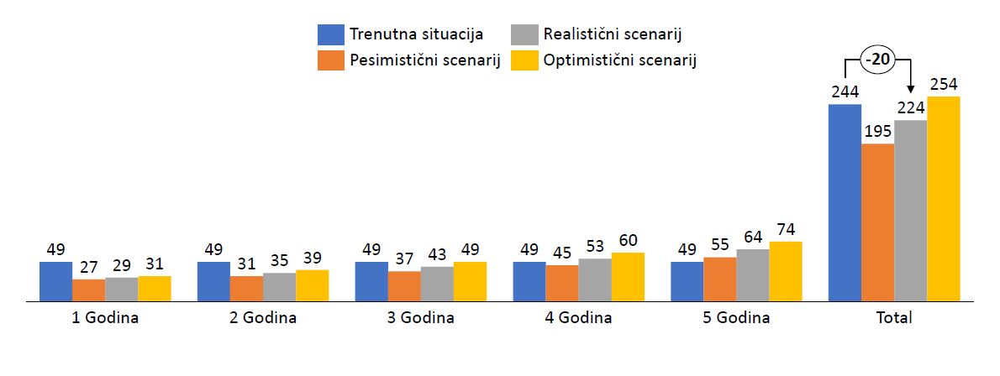 Trenutna situacija
Realistični scenarij
Pesimistični scenarij
Optimistični scenarij
-20
244
195
224
254
49
27
29
31
49
31
35
39
49
37
43
49
49
45
53
60
49
55
64
74
1 Godina
2 Godina
3 Godina
4 Godina
5 Godina
Total